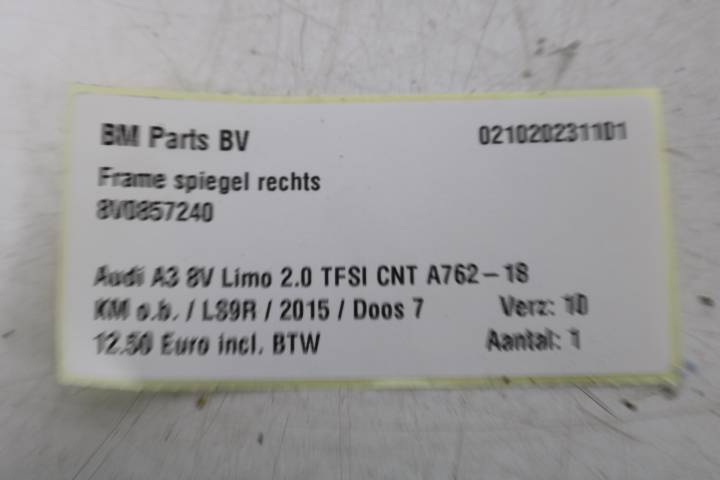 BM Parts BV 021020231101
Frame spiegel rechts
8V0857240
Audi A3 8V Limo 2.0 TFSI CNT A762-18
KM o.b. / LS9R / 2015 / Doos 7 Verz: 10
12.50 Euro incl. BTW Aantal: 1